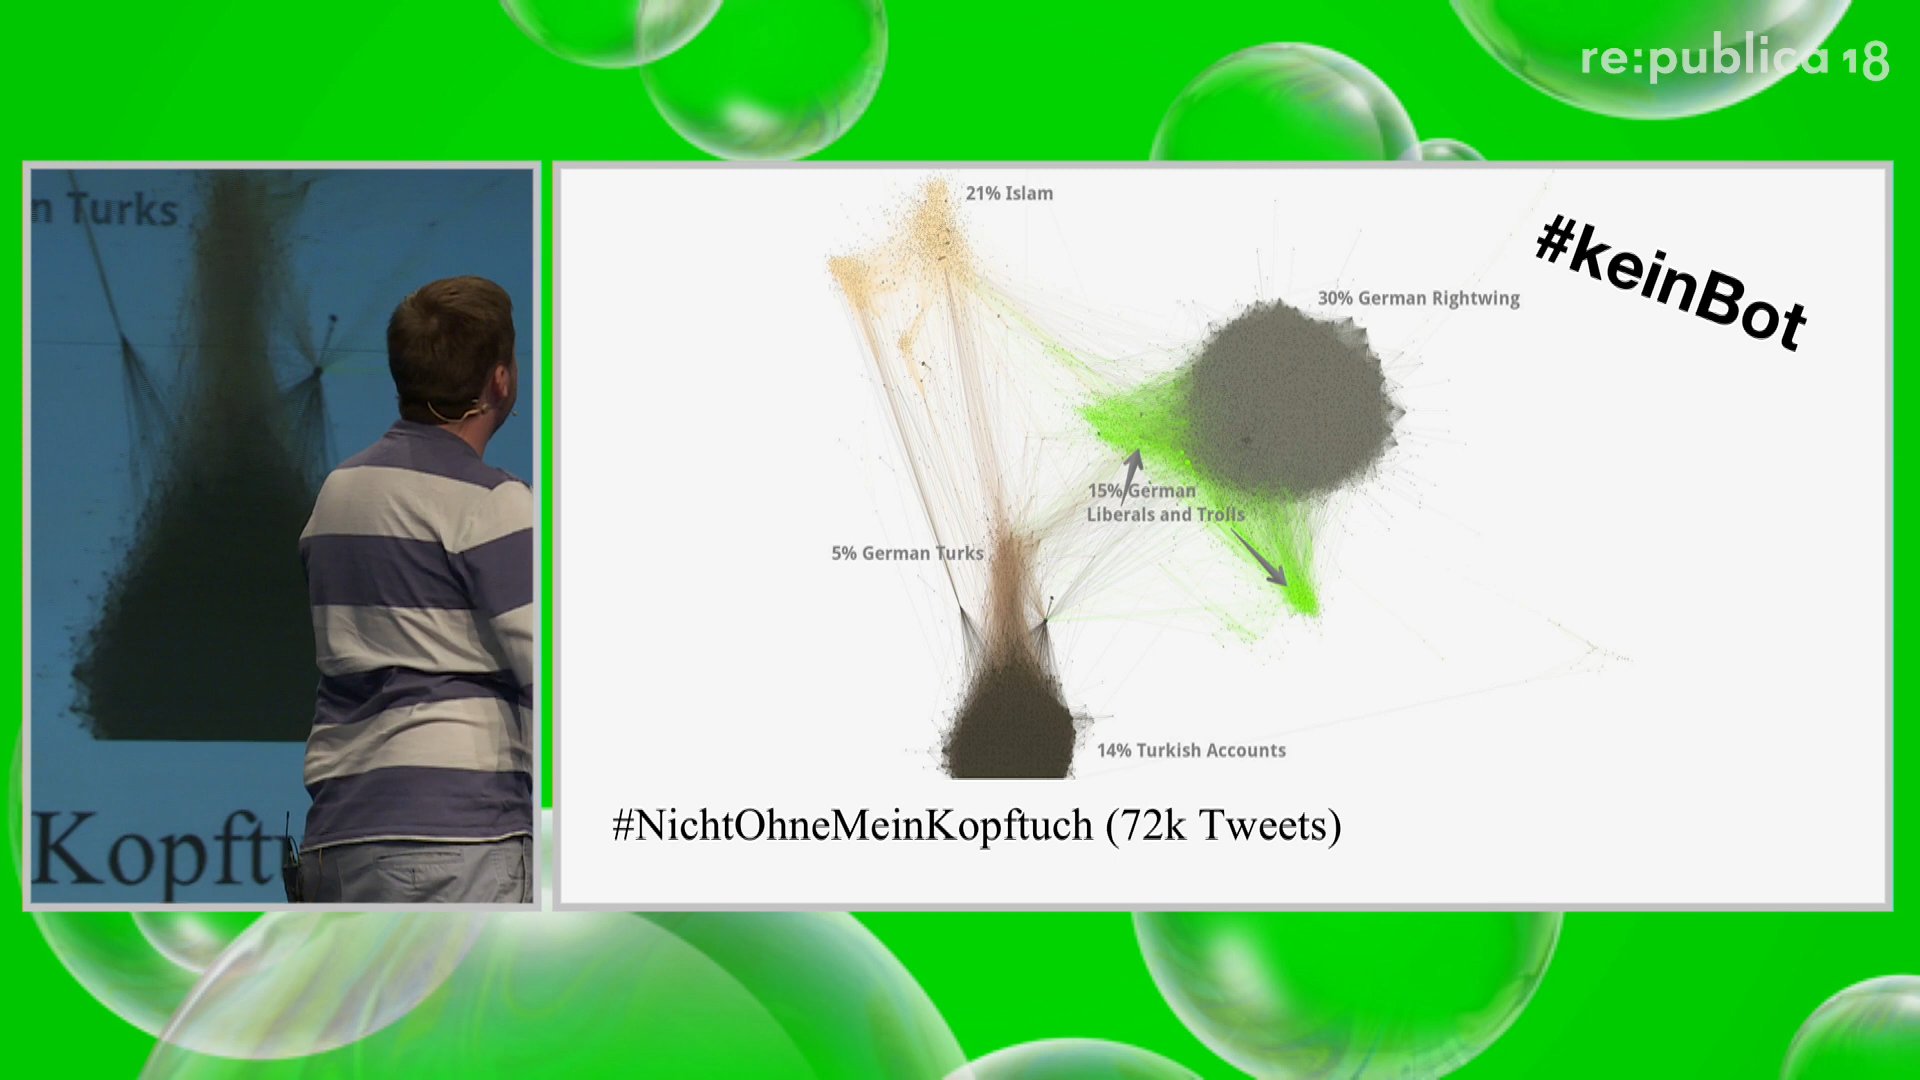 re:publica 18
n Turks
Kopftu
21% Islam
#keinBot
30% German Rightwing
15% German
Liberals and Trolls
5% German Turks
14% Turkish Accounts
#NichtOhneMeinKopftuch (72k Tweets)